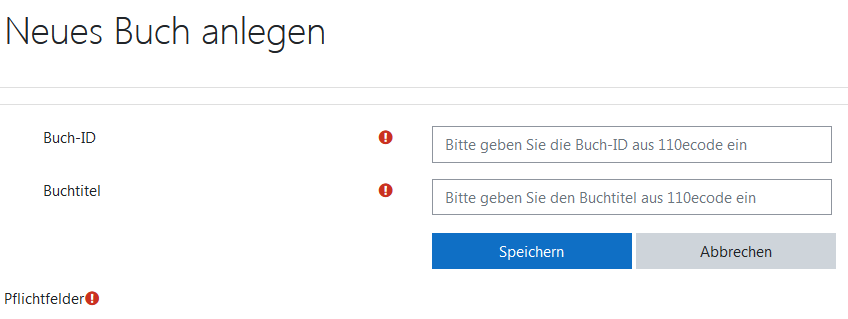 Neues Buch anlegen
Buch-ID
Bitte geben Sie die Buch-ID aus 110ecode ein
Buchtitel
Bitte geben Sie den Buchtitel aus 110ecode ein
Speichern
Abbrechen
Pflichtfelder